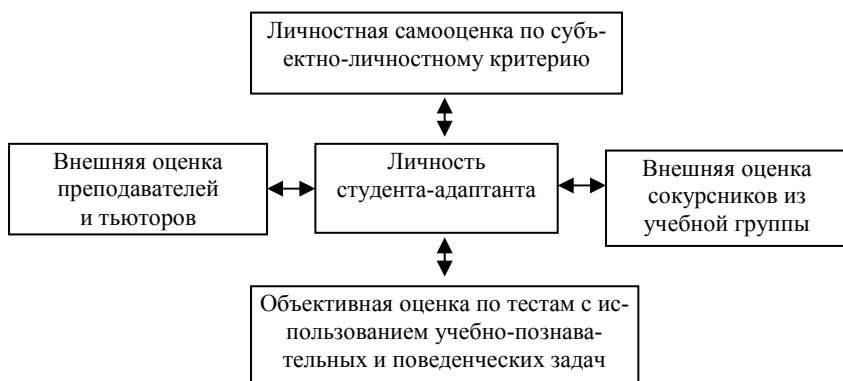 Личностная самооценка по субъ-
ектно-личностному критерию
Внешняя оценка
преподавателей
и тьюторов
Личность
студента-адаптанта
Внешняя оценка
сокурсников из
учебной группы
Объективная оценка по тестам с ис-
пользованием учебно-познава-
тельных и поведенческих задач